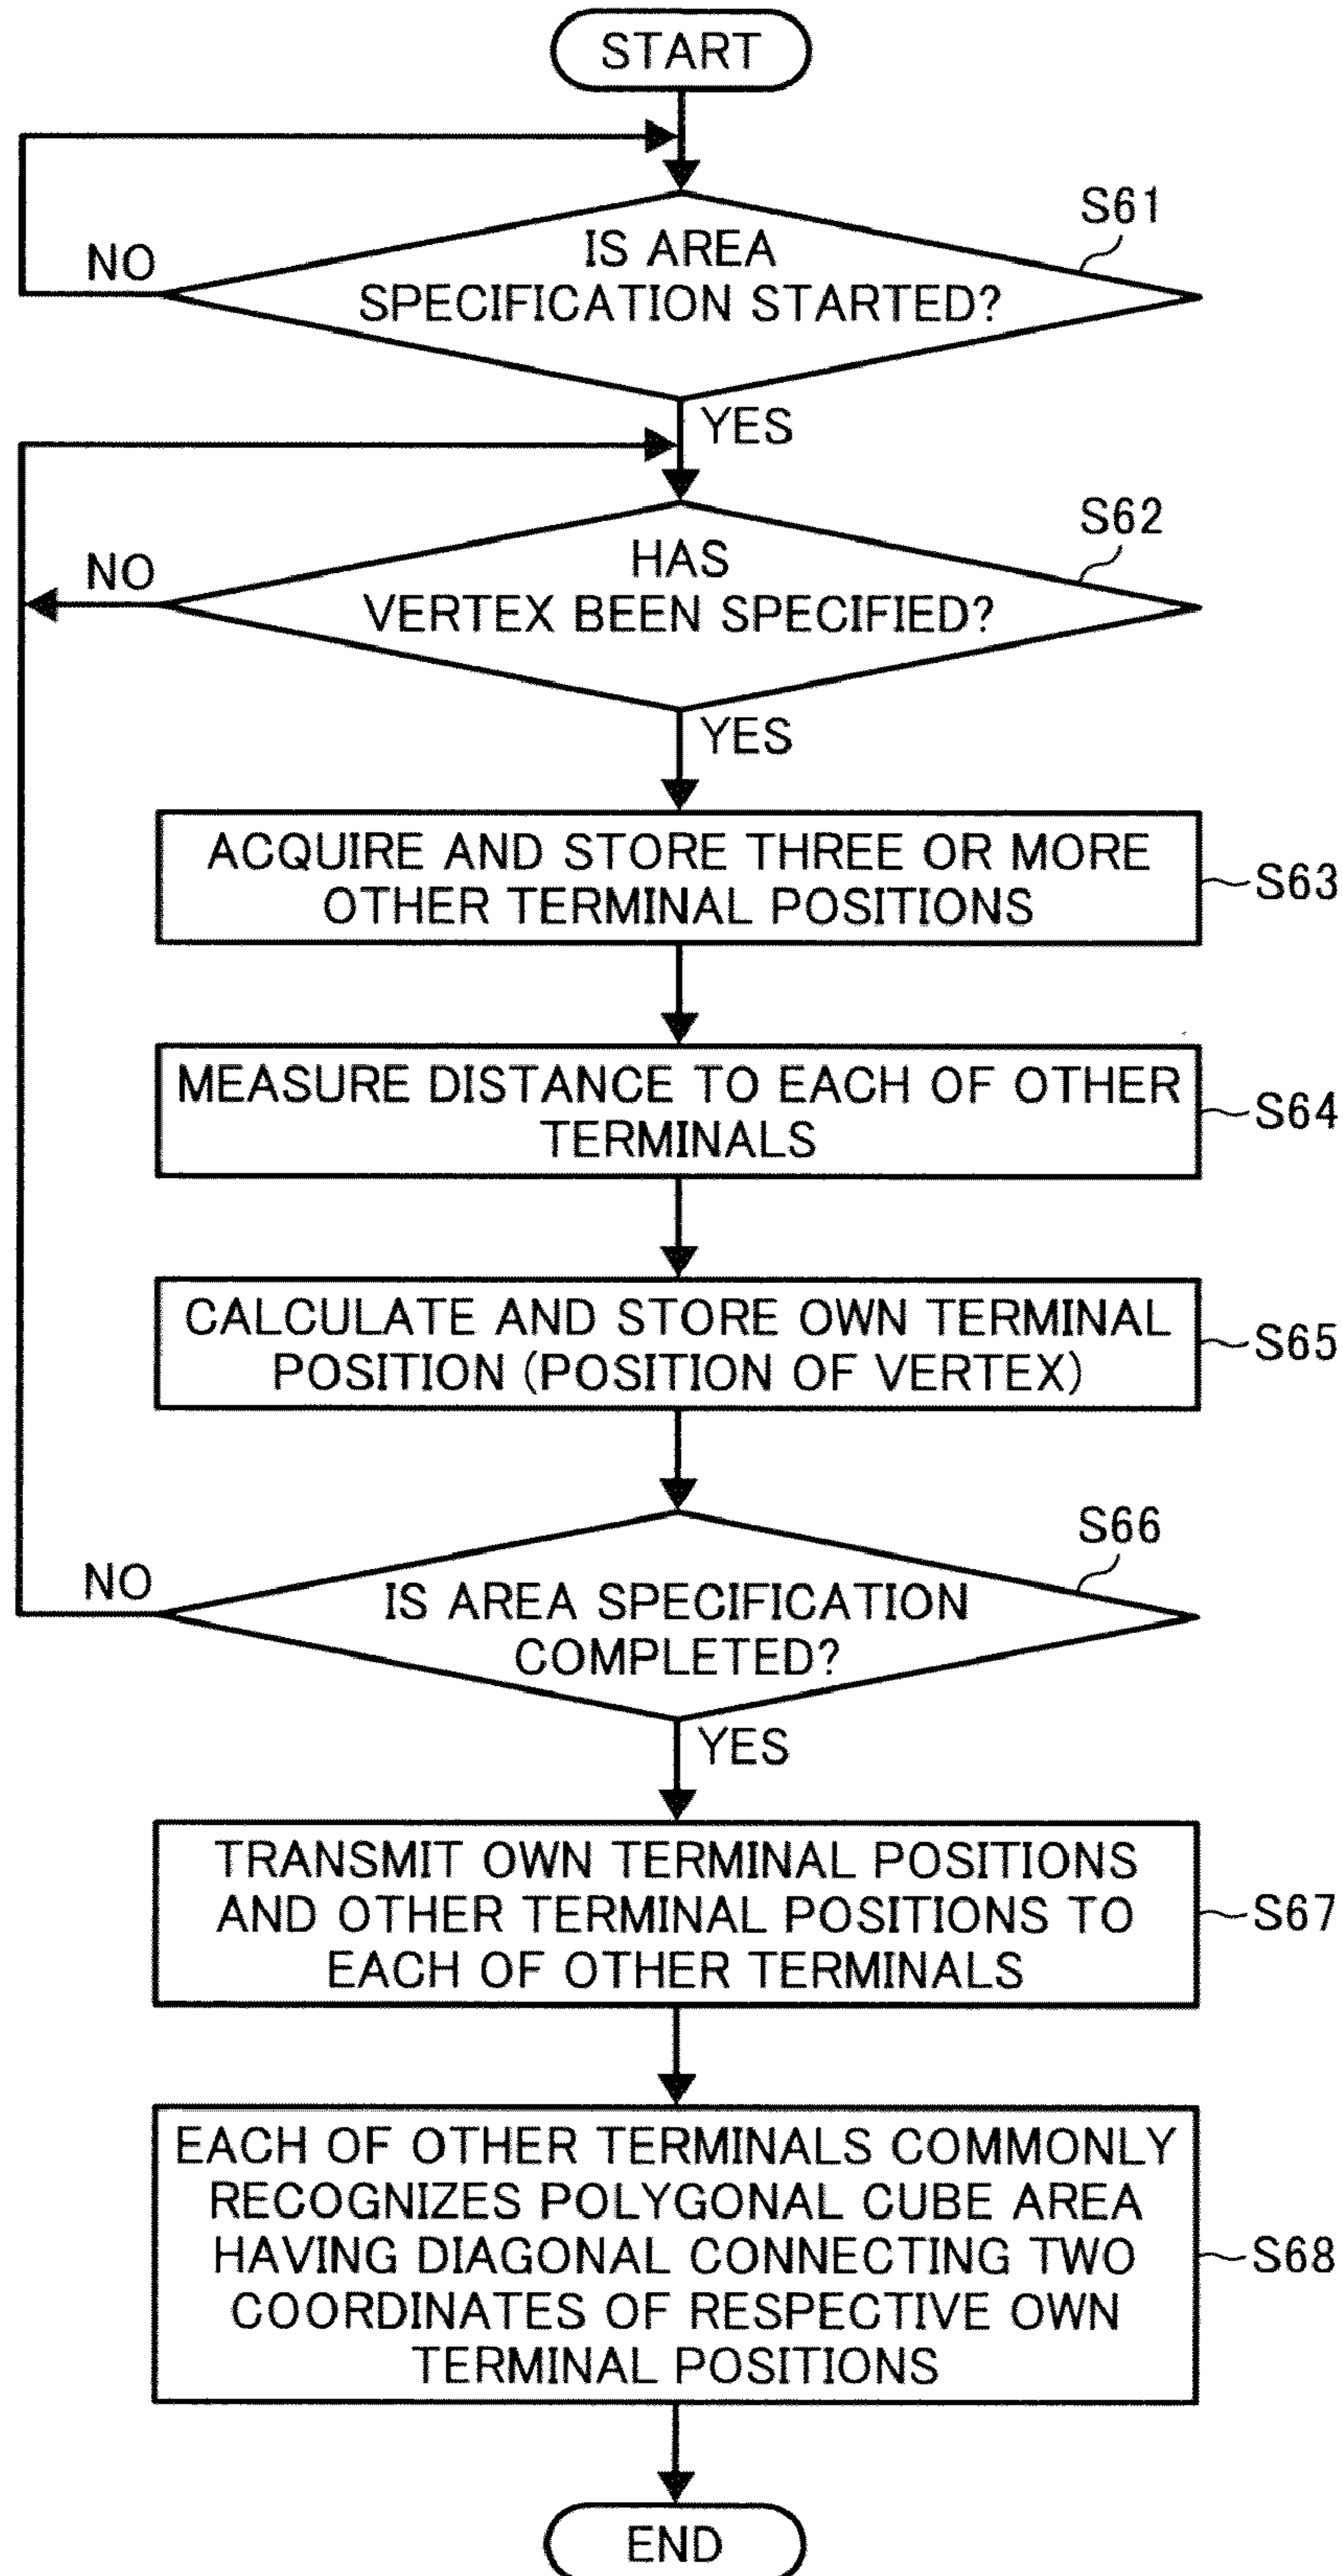 START
S61
NO
IS AREA
SPECIFICATION STARTED?
YES
S62
NO
HAS
VERTEX BEEN SPECIFIED?
YES
ACQUIRE AND STORE THREE OR MORE
OTHER TERMINAL POSITIONS
S63
MEASURE DISTANCE TO EACH OF OTHER
TERMINALS
S64
CALCULATE AND STORE OWN TERMINAL
POSITION (POSITION OF VERTEX)
S65
S66
NO
IS AREA SPECIFICATION
COMPLETED?
YES
TRANSMIT OWN TERMINAL POSITIONS
AND OTHER TERMINAL POSITIONS TO
EACH OF OTHER TERMINALS
S67
EACH OF OTHER TERMINALS COMMONLY
RECOGNIZES POLYGONAL CUBE AREA
HAVING DIAGONAL CONNECTING TWO
COORDINATES OF RESPECTIVE OWN
TERMINAL POSITIONS
S68
END